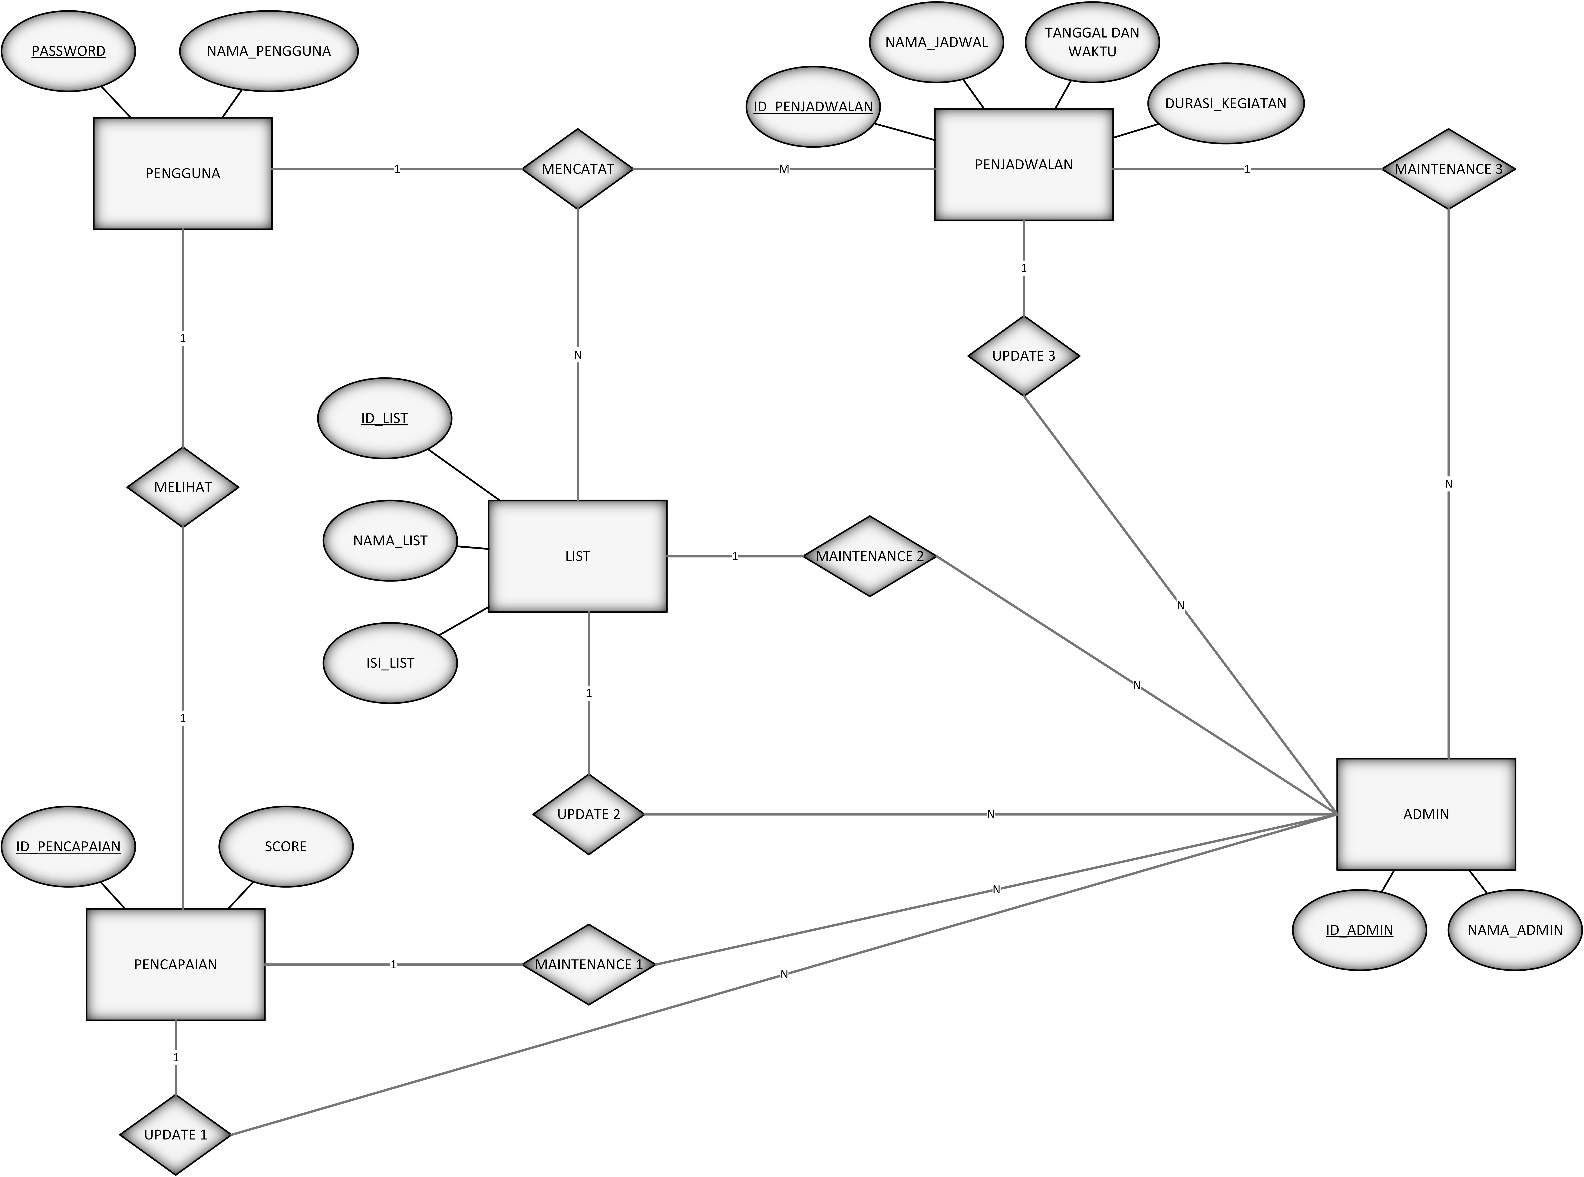 PASSWORD
NAMA_PENGGUNA
NAMA_JADWAL
TANGGAL DAN
WAKTU
ID_PENJADWALAN
DURASI_KEGIATAN
PENGGUNA
1
MENCATAT
M
PENJADWALAN
1
MAINTENANCE 3
1
1
N
UPDATE 3
ID_LIST
MELIHAT
N
NAMA_LIST
LIST
1
MAINTENANCE 2
N
ISI_LIST
N
1
1
UPDATE 2
N
ADMIN
ID_PENCAPAIAN
SCORE
N
ID_ADMIN
NAMA_ADMIN
PENCAPAIAN
1
MAINTENANCE 1
N
1
UPDATE 1